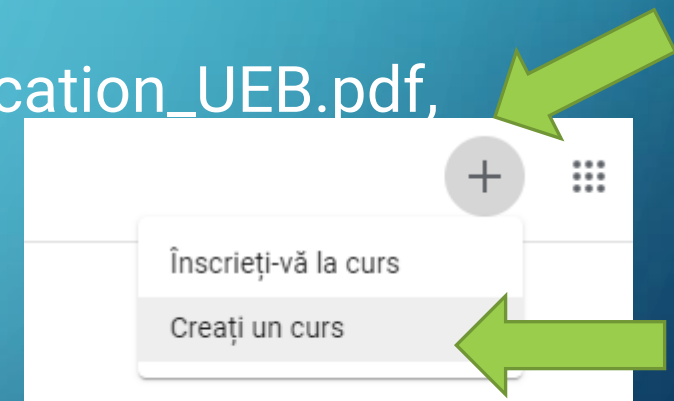 cation_UEB.pdf,
+
Înscrieți-vă la curs
Creați un curs